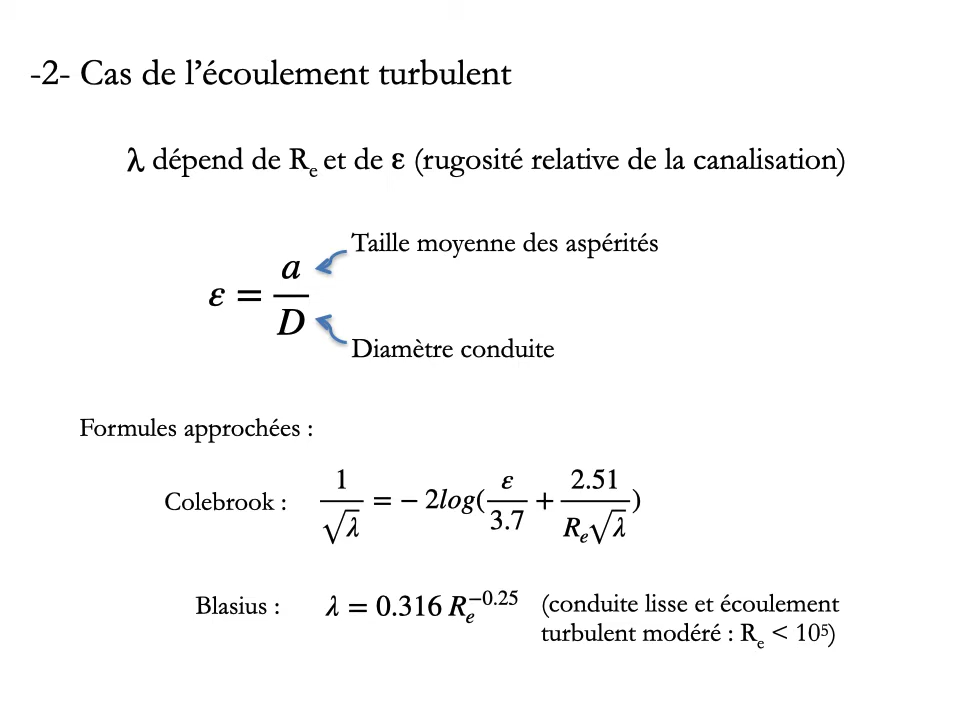 -2- Cas de l’écoulement turbulent
λ dépend de Re et de ε (rugosité relative de la canalisation)
Taille moyenne des aspérités
ε = a/D
Diamètre conduite
Formules approchées :
Colebrook : 1/√λ = − 2log(ε/3.7 + 2.51/(Re√λ))
Blasius : λ = 0.316 Re^−0.25 (conduite lisse et écoulement
turbulent modéré : Re < 10⁵)